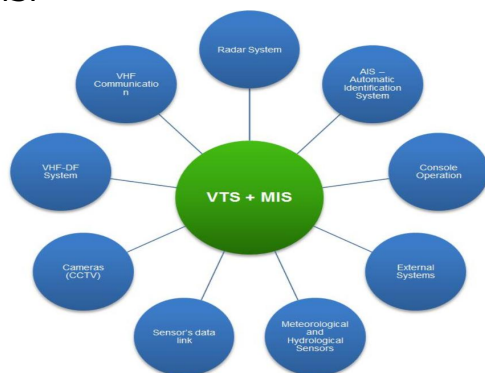 Radar System
AIS –
Automatic
Identification
System
Console
Operation
External
Systems
Meteorological
and
Hydrological
Sensors
Sensor's data
link
Cameras
(CCTV)
VHF-DF
System
VHF
Communicatio
n
VTS + MIS